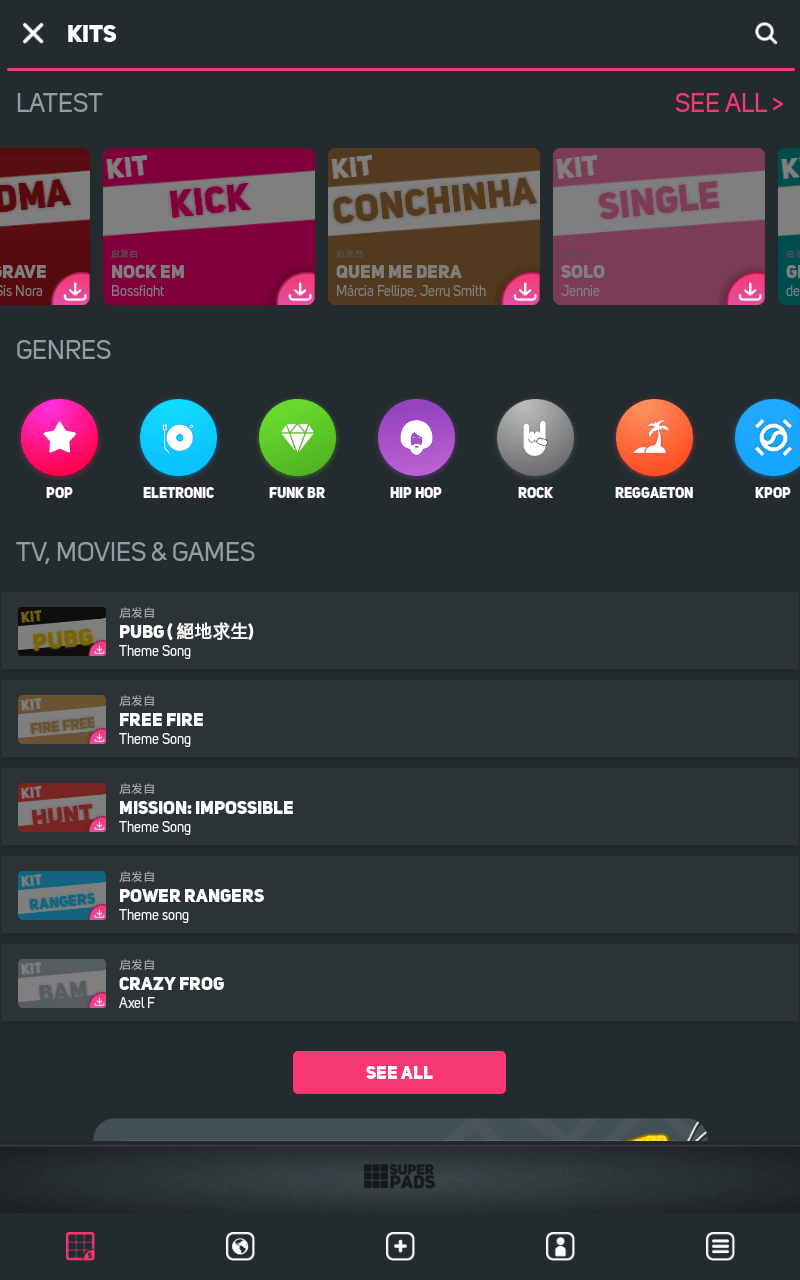 KITS
LATEST
SEE ALL >
OMA
GRAVE
Sis Nora
KIT
KICK
启发自
NOCK EM
Bossfight
KIT
CONCHINHA
启发自
QUEM ME DERA
Márcia Fellipe, Jerry Smith
KIT
SINGLE
启发自
SOLO
Jennie
GENRES
POP
ELETRONIC
FUNK BR
HIP HOP
ROCK
REGGAETON
KPOP
TV, MOVIES & GAMES
KIT
PUBG
启发自
PUBG ( 絕地求生)
Theme Song
KIT
FIRE FREE
启发自
FREE FIRE
Theme Song
KIT
HUNT
启发自
MISSION: IMPOSSIBLE
Theme Song
KIT
RANGERS
启发自
POWER RANGERS
Theme song
KIT
BAM
启发自
CRAZY FROG
Axel F
SEE ALL
SUPER
PADS